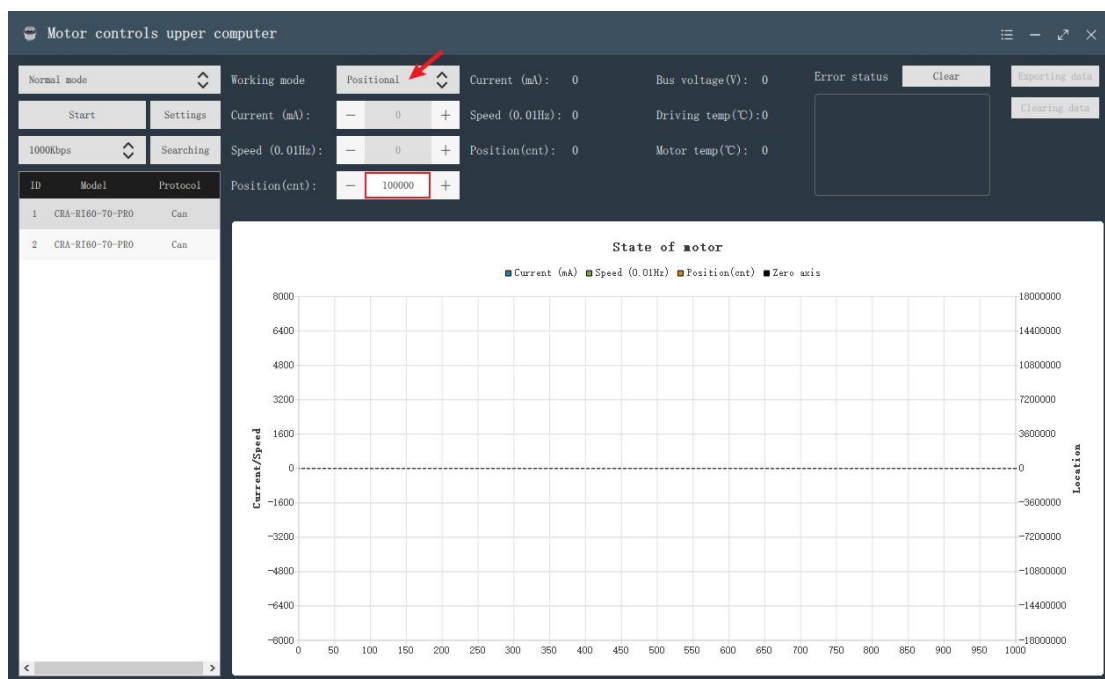 Motor controls upper computer
Normal mode
Working mode
Positional
Current (mA): 0
Bus voltage(V): 0
Error status
Clear
Exporting data
Start
Settings
Current (mA):
— 0 +
Speed (0.01Hz): 0
Driving temp(℃):0
Clearing data
1000Kbps
Searching
Speed (0.01Hz):
— 0 +
Position(cnt): 0
Motor temp(℃): 0
Position(cnt):
— 100000 +
ID Model Protocol
1 CRA-RI60-70-PRO Can
2 CRA-RI60-70-PRO Can
State of motor
Current (mA) Speed (0.01Hz) Position(cnt) Zero axis
8000 18000000
6400 14400000
4800 10800000
3200 7200000
1600 3600000
0 0
-1600 -3600000
-3200 -7200000
-4800 -10800000
-6400 -14400000
-8000 -18000000
Current/Speed
Location
0 50 100 150 200 250 300 350 400 450 500 550 600 650 700 750 800 850 900 950 1000